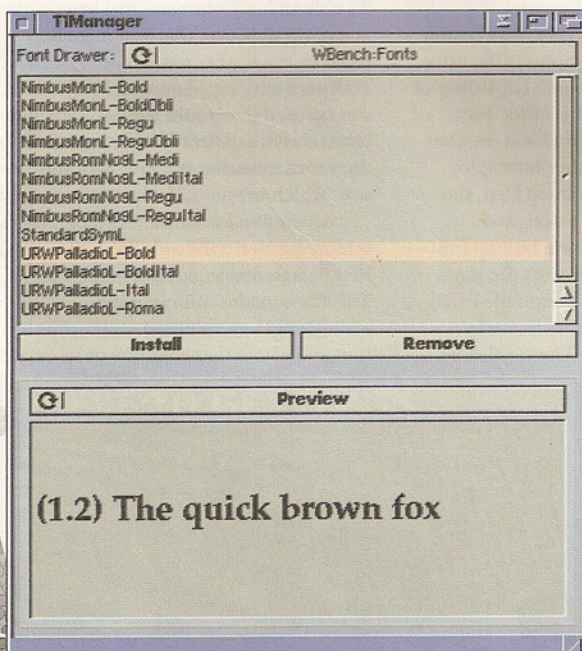 T1Manager
Font Drawer: WBench:Fonts
NimbusMonL-Bold
NimbusMonL-BoldObli
NimbusMonL-Regu
NimbusMonL-ReguObli
NimbusRomNo9L-Medi
NimbusRomNo9L-MediItal
NimbusRomNo9L-Regu
NimbusRomNo9L-ReguItal
StandardSymL
URWPalladioL-Bold
URWPalladioL-BoldItal
URWPalladioL-Ital
URWPalladioL-Roma
Install Remove
Preview
(1.2) The quick brown fox